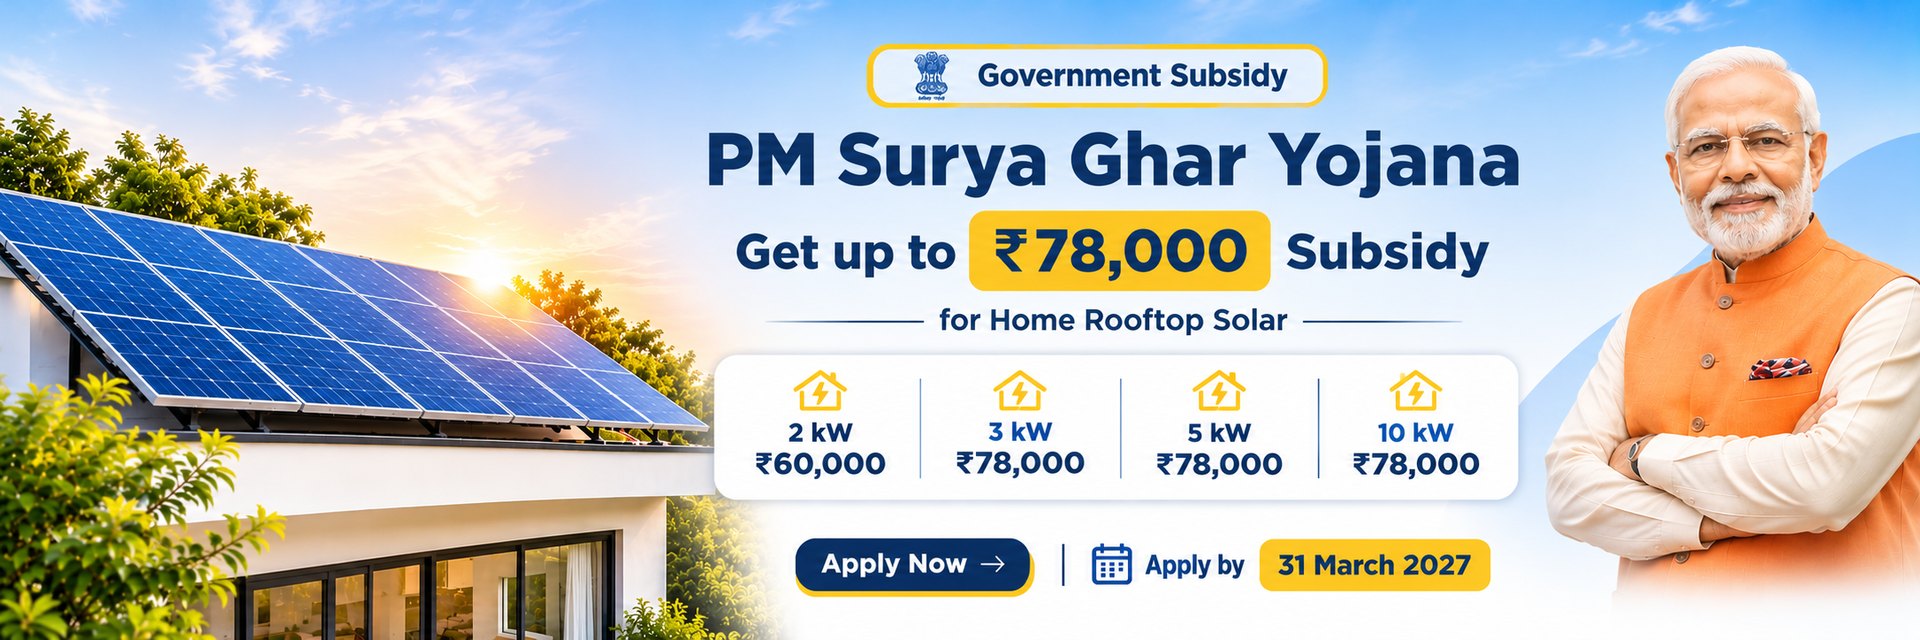 Government Subsidy
PM Surya Ghar Yojana
Get up to ₹78,000 Subsidy
for Home Rooftop Solar
2 kW
₹60,000
3 kW
₹78,000
5 kW
₹78,000
10 kW
₹78,000
Apply Now →
Apply by 31 March 2027